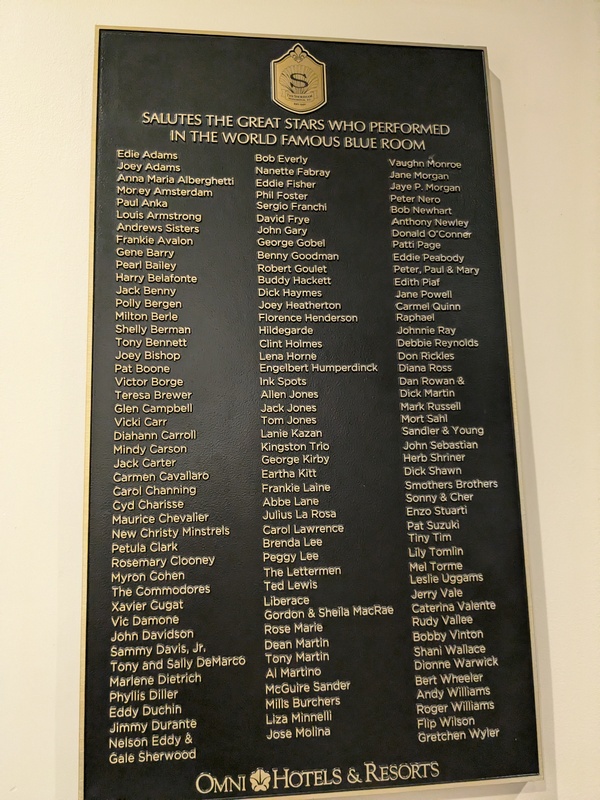 S
SALUTES THE GREAT STARS WHO PERFORMED
IN THE WORLD FAMOUS BLUE ROOM
Edie Adams
Joey Adams
Anna Maria Alberghetti
Morey Amsterdam
Paul Anka
Louis Armstrong
Andrews Sisters
Frankie Avalon
Gene Barry
Pearl Bailey
Harry Belafonte
Jack Benny
Polly Bergen
Milton Berle
Shelly Berman
Tony Bennett
Joey Bishop
Pat Boone
Victor Borge
Teresa Brewer
Glen Campbell
Vicki Carr
Diahann Carroll
Mindy Carson
Jack Carter
Carmen Cavallaro
Carol Channing
Cyd Charisse
Maurice Chevalier
New Christy Minstrels
Petula Clark
Rosemary Clooney
Myron Cohen
The Commodores
Xavier Cugat
Vic Damone
John Davidson
Sammy Davis, Jr.
Tony and Sally DeMarco
Marlene Dietrich
Phyllis Diller
Eddy Duchin
Jimmy Durante
Nelson Eddy &
Gale Sherwood
Bob Everly
Nanette Fabray
Eddie Fisher
Phil Foster
Sergio Franchi
David Frye
John Gary
George Gobel
Benny Goodman
Robert Goulet
Buddy Hackett
Dick Haymes
Joey Heatherton
Florence Henderson
Hildegarde
Clint Holmes
Lena Horne
Engelbert Humperdinck
Ink Spots
Allen Jones
Jack Jones
Tom Jones
Lanie Kazan
Kingston Trio
George Kirby
Eartha Kitt
Frankie Laine
Abbe Lane
Julius La Rosa
Carol Lawrence
Brenda Lee
Peggy Lee
The Lettermen
Ted Lewis
Liberace
Gordon & Sheila MacRae
Rose Marie
Dean Martin
Tony Martin
Al Martino
McGuire Sander
Mills Burchers
Liza Minnelli
Jose Molina
Vaughn Monroe
Jane Morgan
Jaye P. Morgan
Peter Nero
Bob Newhart
Anthony Newley
Donald O'Conner
Patti Page
Eddie Peabody
Peter, Paul & Mary
Edith Piaf
Jane Powell
Carmel Quinn
Raphael
Johnnie Ray
Debbie Reynolds
Don Rickles
Diana Ross
Dan Rowan &
Dick Martin
Mark Russell
Mort Sahl
Sandler & Young
John Sebastian
Herb Shriner
Dick Shawn
Smothers Brothers
Sonny & Cher
Enzo Stuarti
Pat Suzuki
Tiny Tim
Lily Tomlin
Mel Torme
Leslie Uggams
Jerry Vale
Caterina Valente
Rudy Vallee
Bobby Vinton
Shani Wallace
Dionne Warwick
Bert Wheeler
Andy Williams
Roger Williams
Flip Wilson
Gretchen Wyler
OMNI HOTELS & RESORTS